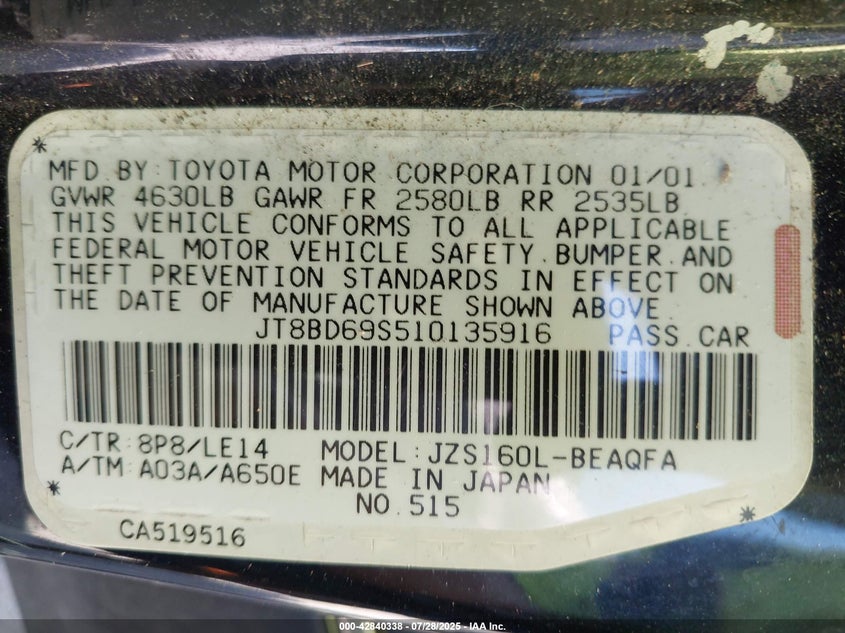 MFD BY:TOYOTA MOTOR CORPORATION 01/01
GVWR 4630LB GAWR FR 2580LB RR 2535LB
THIS VEHICLE CONFORMS TO ALL APPLICABLE
FEDERAL MOTOR VEHICLE SAFETY.BUMPER.AND
THEFT PREVENTION STANDARDS IN EFFECT ON
THE DATE OF MANUFACTURE SHOWN ABOVE.
JT8BD69S510135916 PASS.CAR
C/TR:8P8/LE14 MODEL:JZS160L-BEAQFA
A/TM:A03A/A650E MADE IN JAPAN
NO.515
CA519516
000-42840338 - 07/28/2025 - IAA Inc.